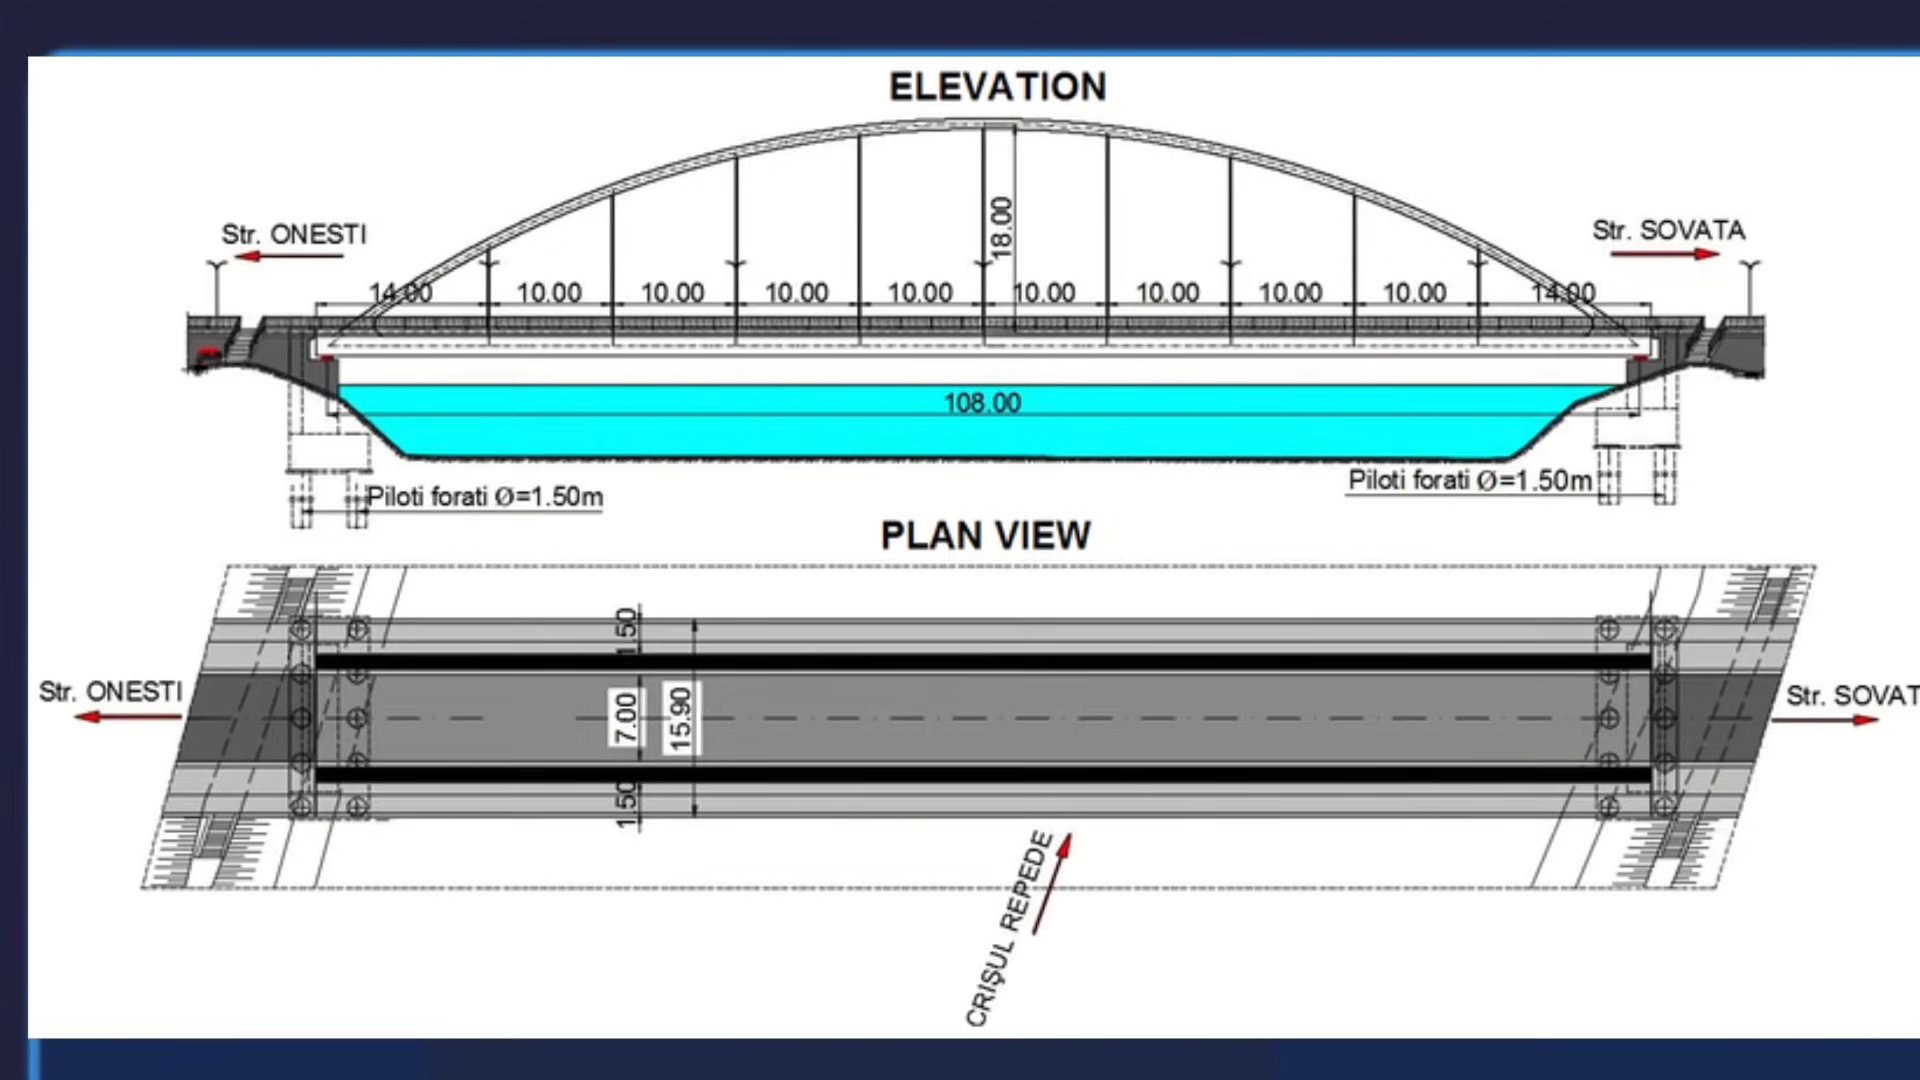 ELEVATION
Str. ONESTI
Str. SOVATA
18.00
14.00 10.00 10.00 10.00 10.00 10.00 10.00 10.00 10.00 14.00
108.00
Piloti forati Ø=1.50m
Piloti forati Ø=1.50m
PLAN VIEW
1.50
Str. ONESTI
7.00
15.90
Str. SOVAT
1.50
CRIŞUL REPEDE